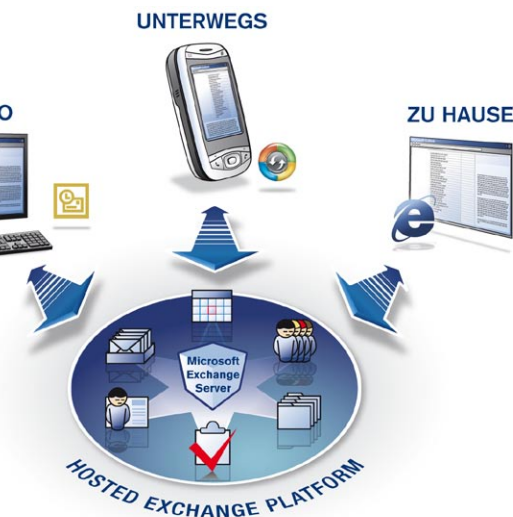 UNTERWEGS
O
ZU HAUSE
Microsoft
Exchange
Server
HOSTED EXCHANGE PLATFORM